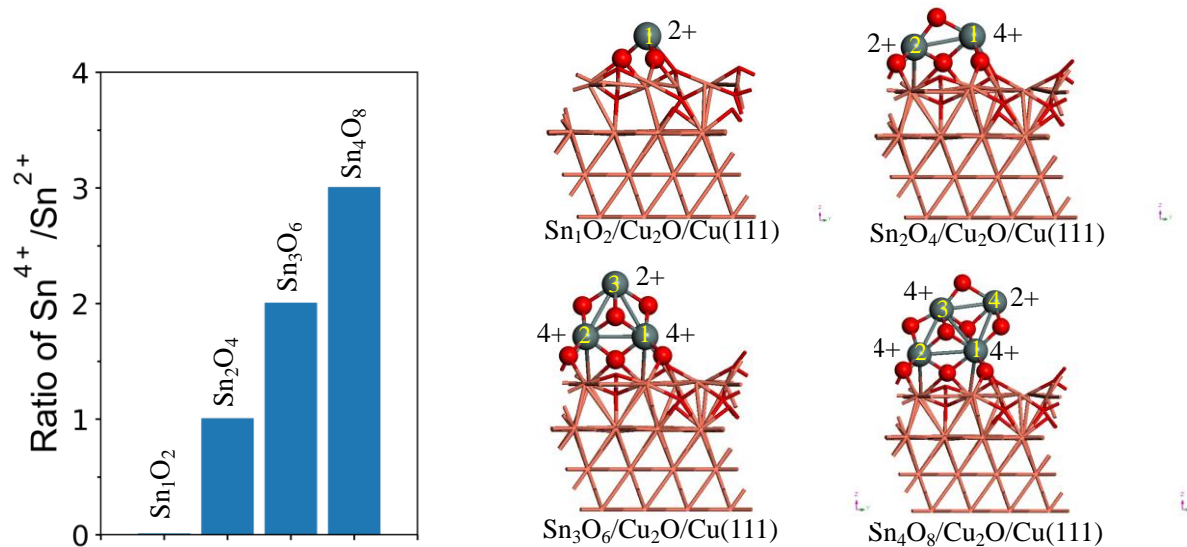 Ratio of Sn⁴⁺/Sn²⁺
4
3
2
1
0
Sn₁O₂
Sn₂O₄
Sn₃O₆
Sn₄O₈
1 2+
Sn₁O₂/Cu₂O/Cu(111)
2+ 2 1 4+
Sn₂O₄/Cu₂O/Cu(111)
3 2+
4+ 2 1 4+
Sn₃O₆/Cu₂O/Cu(111)
4+ 3 4 2+
4+ 2 1 4+
Sn₄O₈/Cu₂O/Cu(111)